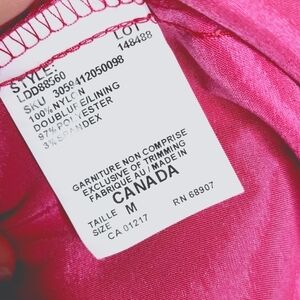 STYLE: LOT
LDD88560 148488
SKU 3059412050098
100% NYLON
DOUBLURE/LINING
97% POLYESTER
3% SPANDEX
GARNITURE NON COMPRISE
EXCLUSIVE OF TRIMMING
FABRIQUE AU / MADE IN
CANADA
TAILLE
SIZE M RN 68907
CA 01217